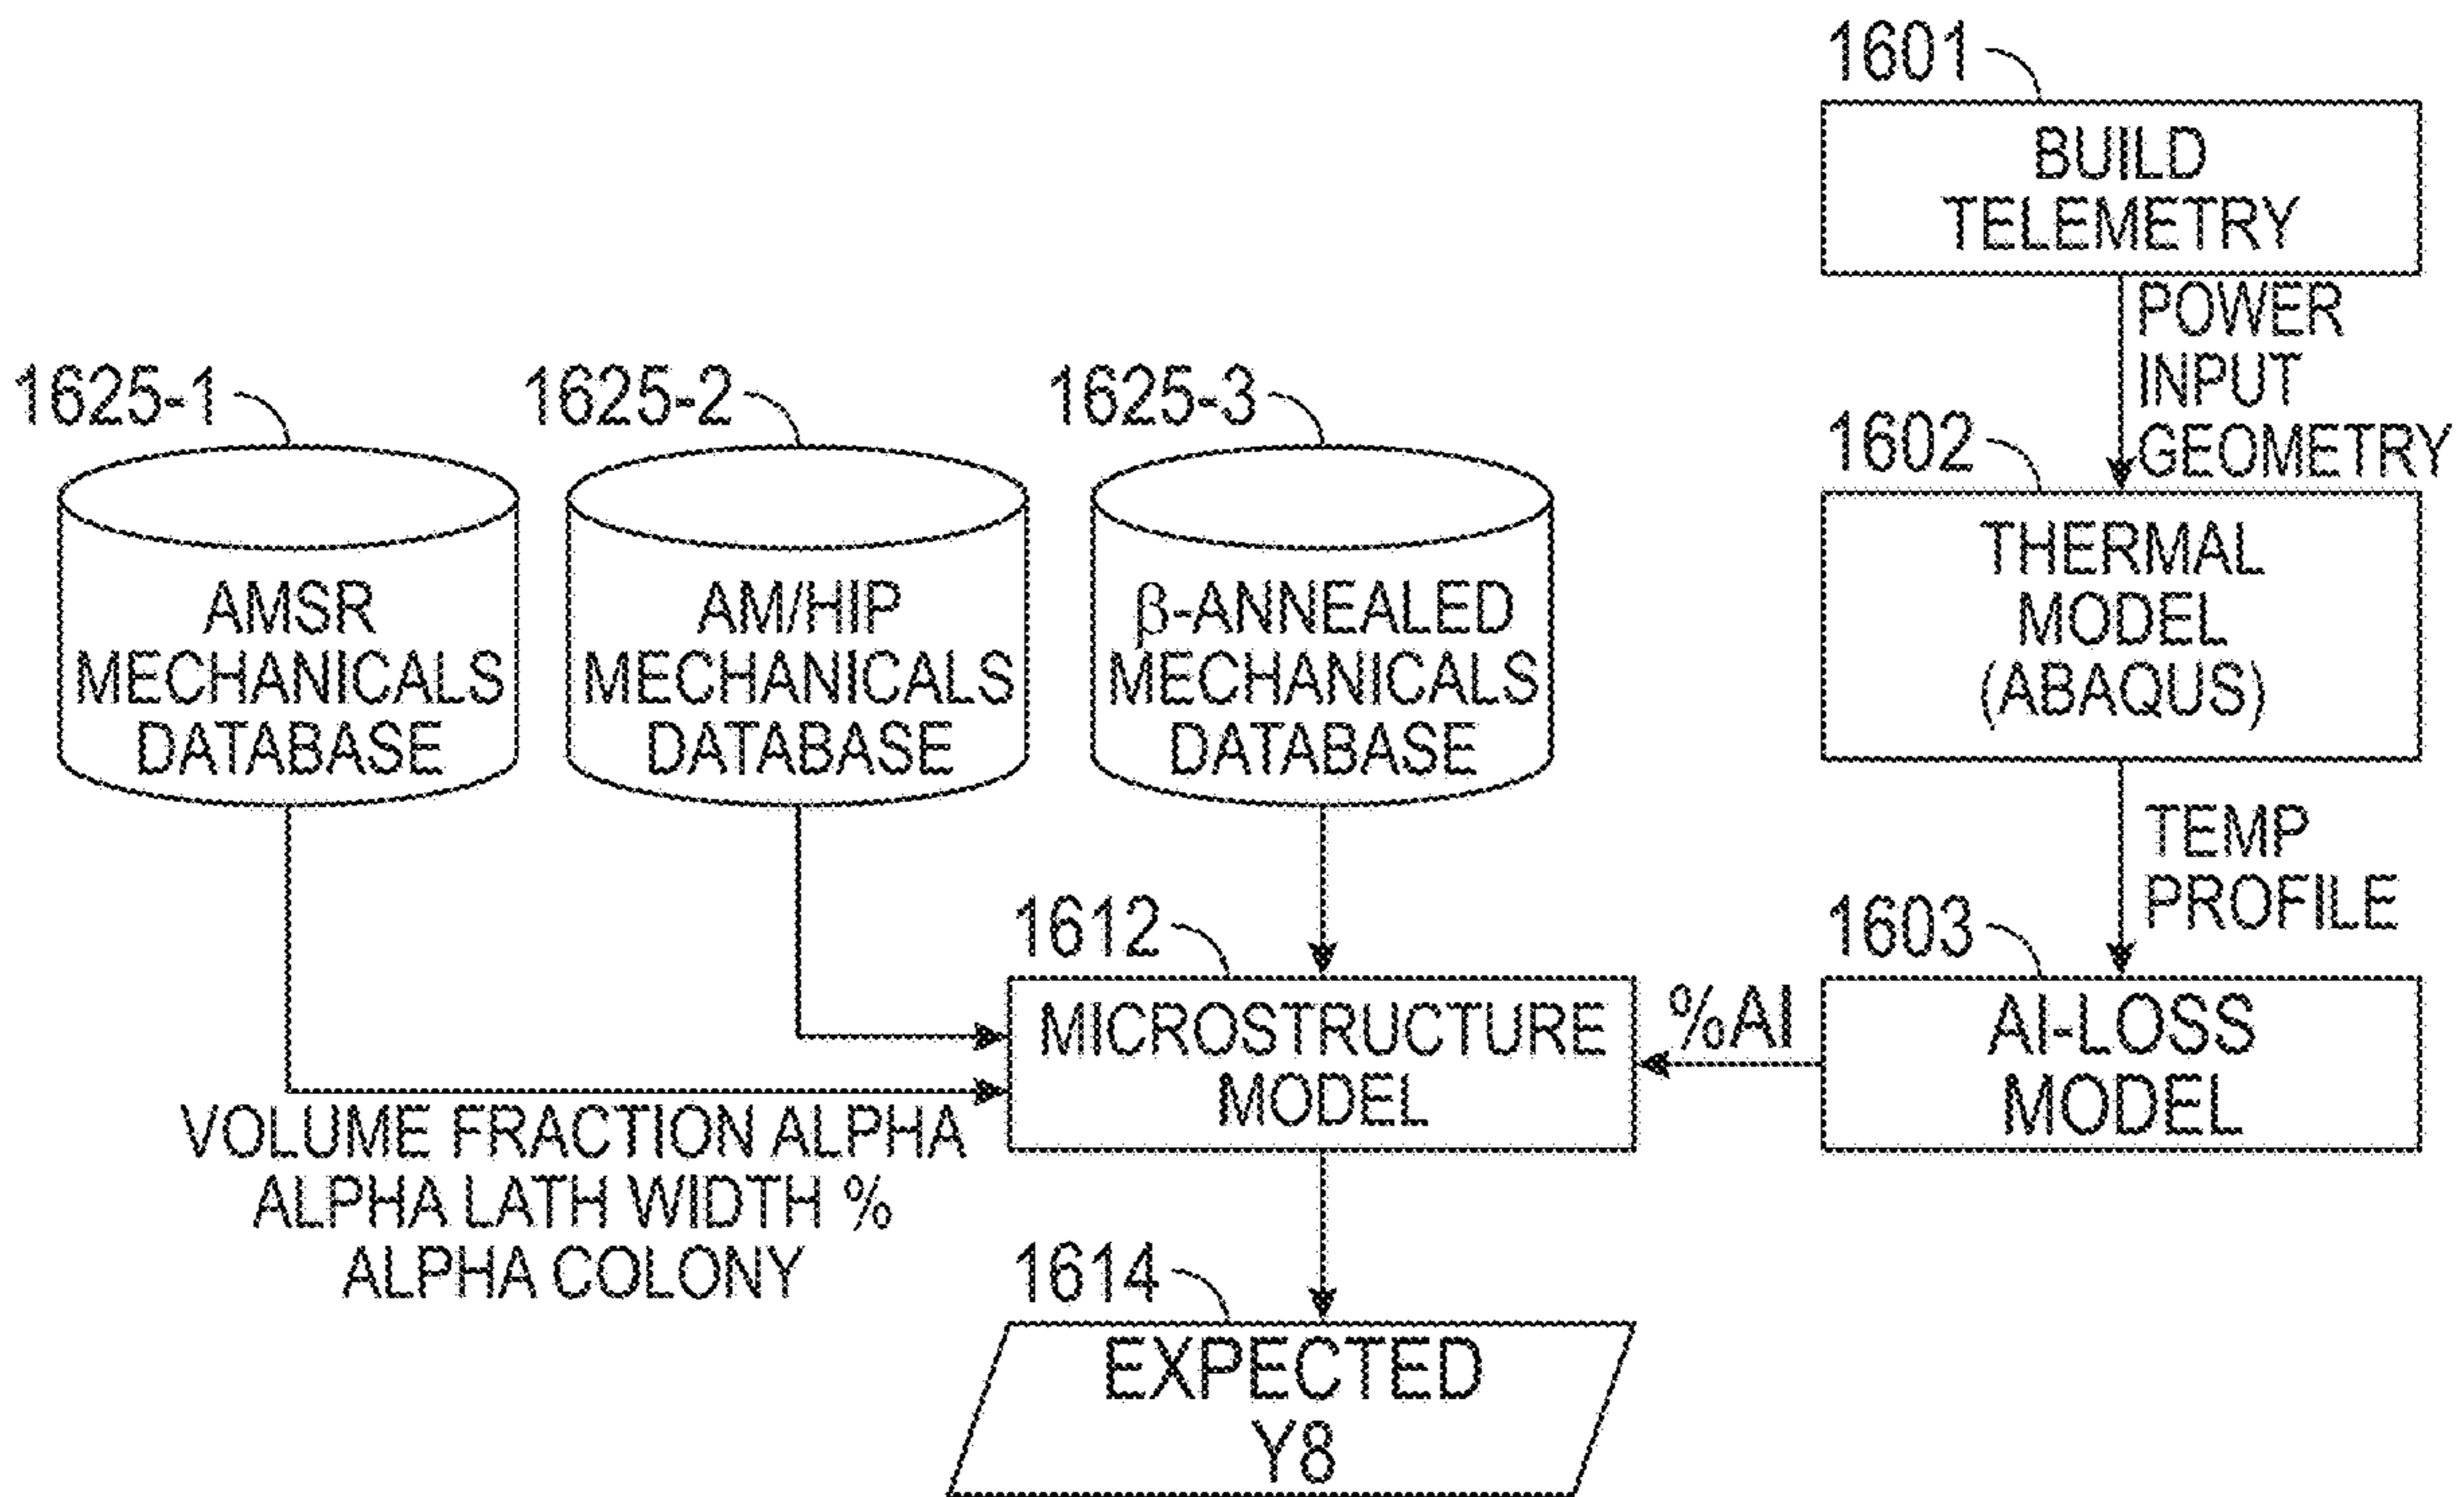 1601
BUILD
TELEMETRY
POWER
INPUT
GEOMETRY
1602
THERMAL
MODEL
(ABAQUS)
TEMP
PROFILE
1603
Al-LOSS
MODEL
%Al
1625-1
AMSR
MECHANICALS
DATABASE
1625-2
AM/HIP
MECHANICALS
DATABASE
1625-3
β-ANNEALED
MECHANICALS
DATABASE
1612
MICROSTRUCTURE
MODEL
VOLUME FRACTION ALPHA
ALPHA LATH WIDTH %
ALPHA COLONY
1614
EXPECTED
Y8